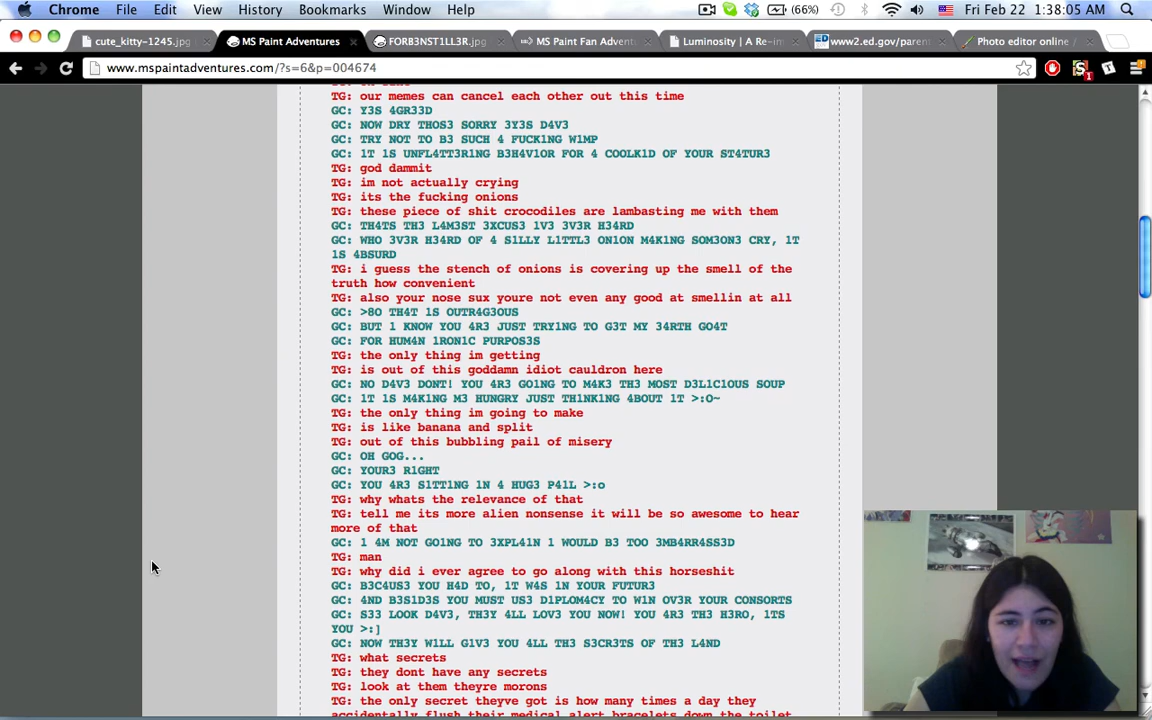 Chrome File Edit View History Bookmarks Window Help (66%) Fri Feb 22 1:38:05 AM
cute_kitty-1245.jpg MS Paint Adventures FORB3NST1LL3R.jpg MS Paint Fan Advent Luminosity | A Re-im www2.ed.gov/paren Photo editor online /
www.mspaintadventures.com/?s=6&p=004674
TG: our memes can cancel each other out this time
GC: Y3S 4GR33D
GC: NOW DRY THOS3 SORRY 3Y3S D4V3
GC: TRY NOT TO B3 SUCH 4 FUCK1NG W1MP
GC: 1T 1S UNFL4TT3R1NG B3H4V1OR FOR 4 COOLK1D OF YOUR ST4TUR3
TG: god dammit
TG: im not actually crying
TG: its the fucking onions
TG: these piece of shit crocodiles are lambasting me with them
GC: TH4TS TH3 L4M3ST 3XCUS3 1V3 3V3R H34RD
GC: WHO 3V3R H34RD OF 4 S1LLY L1TTL3 ON1ON M4K1NG SOM3ON3 CRY, 1T
1S 4BSURD
TG: i guess the stench of onions is covering up the smell of the
truth how convenient
TG: also your nose sux youre not even any good at smellin at all
GC: >8O TH4T 1S OUTR4G3OUS
GC: BUT 1 KNOW YOU 4R3 JUST TRY1NG TO G3T MY 34RTH GO4T
GC: FOR HUM4N 1RON1C PURPOS3S
TG: the only thing im getting
TG: is out of this goddamn idiot cauldron here
GC: NO D4V3 DONT! YOU 4R3 GO1NG TO M4K3 TH3 MOST D3L1C1OUS SOUP
GC: 1T 1S M4K1NG M3 HUNGRY JUST TH1NK1NG 4BOUT 1T >:O~
TG: the only thing im going to make
TG: is like banana and split
TG: out of this bubbling pail of misery
GC: OH GOG...
GC: YOUR3 R1GHT
GC: YOU 4R3 S1TT1NG 1N 4 HUG3 P41L >:o
TG: why whats the relevance of that
TG: tell me its more alien nonsense it will be so awesome to hear
more of that
GC: 1 4M NOT GO1NG TO 3XPL41N 1 WOULD B3 TOO 3MB4RR4SS3D
TG: man
TG: why did i ever agree to go along with this horseshit
GC: B3C4US3 YOU H4D TO, 1T W4S 1N YOUR FUTUR3
GC: 4ND B3S1D3S YOU MUST US3 D1PLOM4CY TO W1N OV3R YOUR CONSORTS
GC: S33 LOOK D4V3, TH3Y 4LL LOV3 YOU NOW! YOU 4R3 TH3 H3RO, 1TS
YOU >:]
GC: NOW TH3Y W1LL G1V3 YOU 4LL TH3 S3CR3TS OF TH3 L4ND
TG: what secrets
TG: they dont have any secrets
TG: look at them theyre morons
TG: the only secret theyve got is how many times a day they
accidentally flush their medical alert bracelets down the toilet